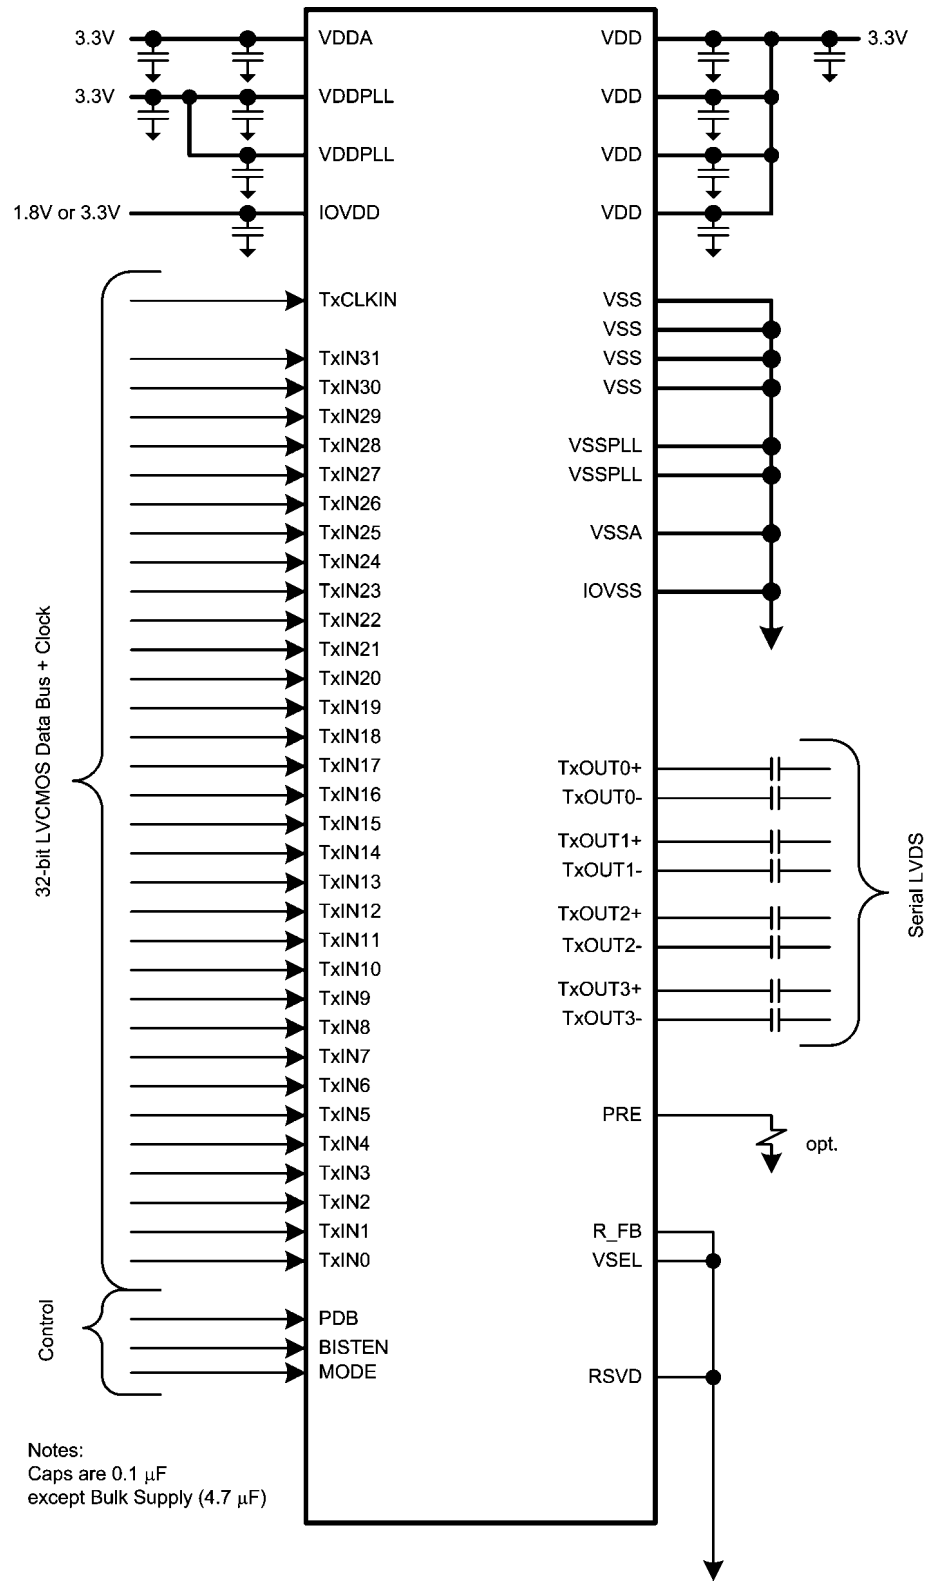 3.3V VDDA VDD 3.3V
3.3V VDDPLL VDD
VDDPLL VDD
1.8V or 3.3V IOVDD VDD
TxCLKIN VSS
VSS
TxIN31 VSS
TxIN30 VSS
TxIN29
TxIN28 VSSPLL
TxIN27 VSSPLL
TxIN26
TxIN25 VSSA
TxIN24
TxIN23 IOVSS
TxIN22
TxIN21
TxIN20
TxIN19
TxIN18
TxIN17 TxOUT0+
TxIN16 TxOUT0-
TxIN15 TxOUT1+
TxIN14 TxOUT1-
TxIN13
TxIN12 TxOUT2+
TxIN11 TxOUT2-
TxIN10 TxOUT3+
TxIN9 TxOUT3-
TxIN8
TxIN7
TxIN6
TxIN5 PRE
TxIN4 opt.
TxIN3
TxIN2
TxIN1 R_FB
TxIN0 VSEL
PDB
BISTEN
MODE RSVD
32-bit LVCMOS Data Bus + Clock
Control
Serial LVDS
Notes:
Caps are 0.1 μF
except Bulk Supply (4.7 μF)